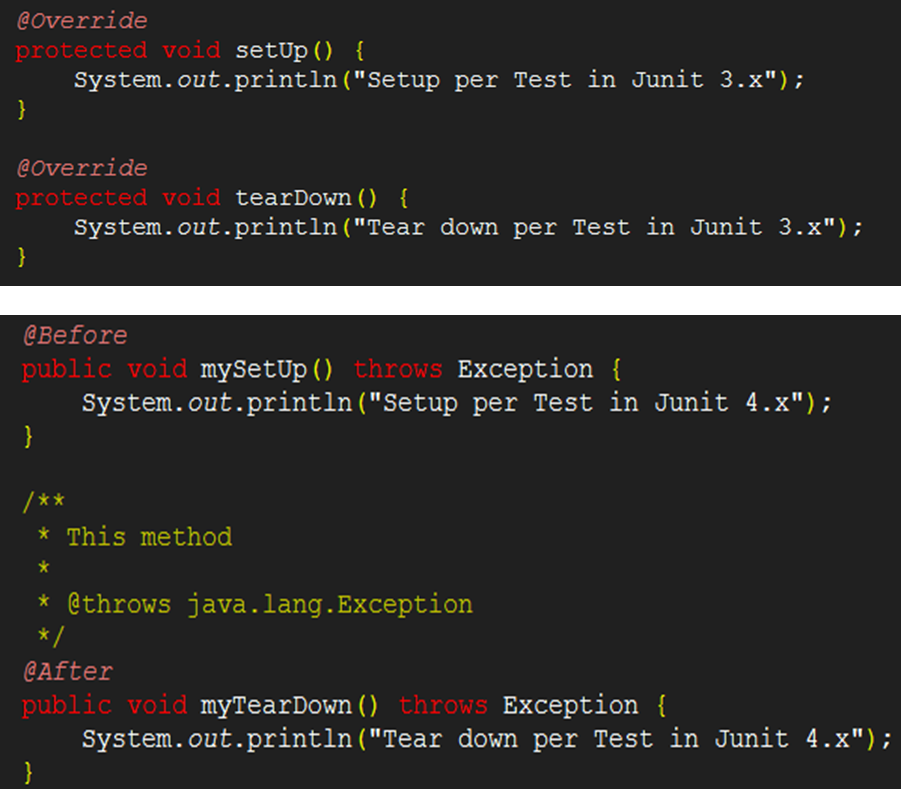 @Override
protected void setUp() {
    System.out.println("Setup per Test in Junit 3.x");
}
@Override
protected void tearDown() {
    System.out.println("Tear down per Test in Junit 3.x");
}
@Before
public void mySetUp() throws Exception {
    System.out.println("Setup per Test in Junit 4.x");
}
/**
 * This method
 *
 * @throws java.lang.Exception
 */
@After
public void myTearDown() throws Exception {
    System.out.println("Tear down per Test in Junit 4.x");
}